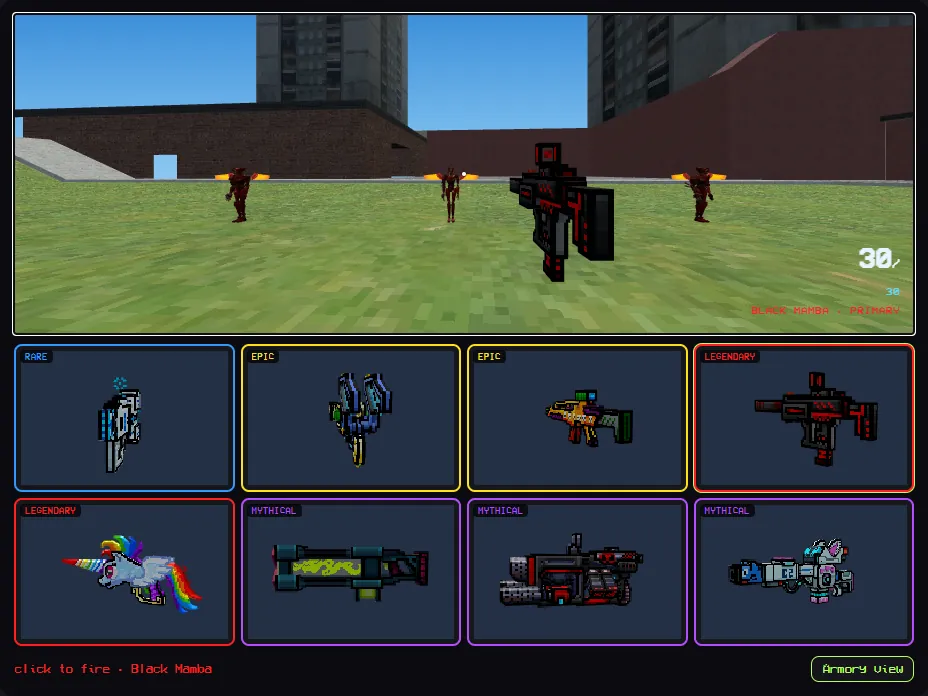 30/
30
BLACK MAMBA · PRIMARY
RARE
EPIC
EPIC
LEGENDARY
LEGENDARY
MYTHICAL
MYTHICAL
MYTHICAL
click to fire · Black Mamba
Armory View